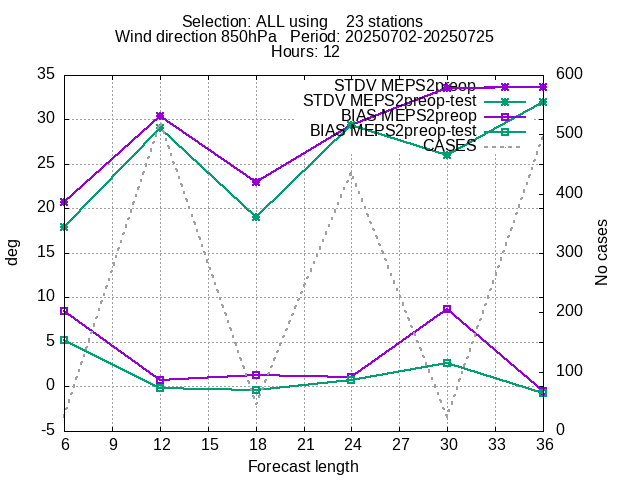 Selection: ALL using    23 stations
Wind direction 850hPa   Period: 20250702-20250725
Hours: 12
STDV MEPS2preop
STDV MEPS2preop-test
BIAS MEPS2preop
BIAS MEPS2preop-test
CASES
35
30
25
20
15
10
5
0
-5
deg
600
500
400
300
200
100
0
No cases
6 9 12 15 18 21 24 27 30 33 36
Forecast length